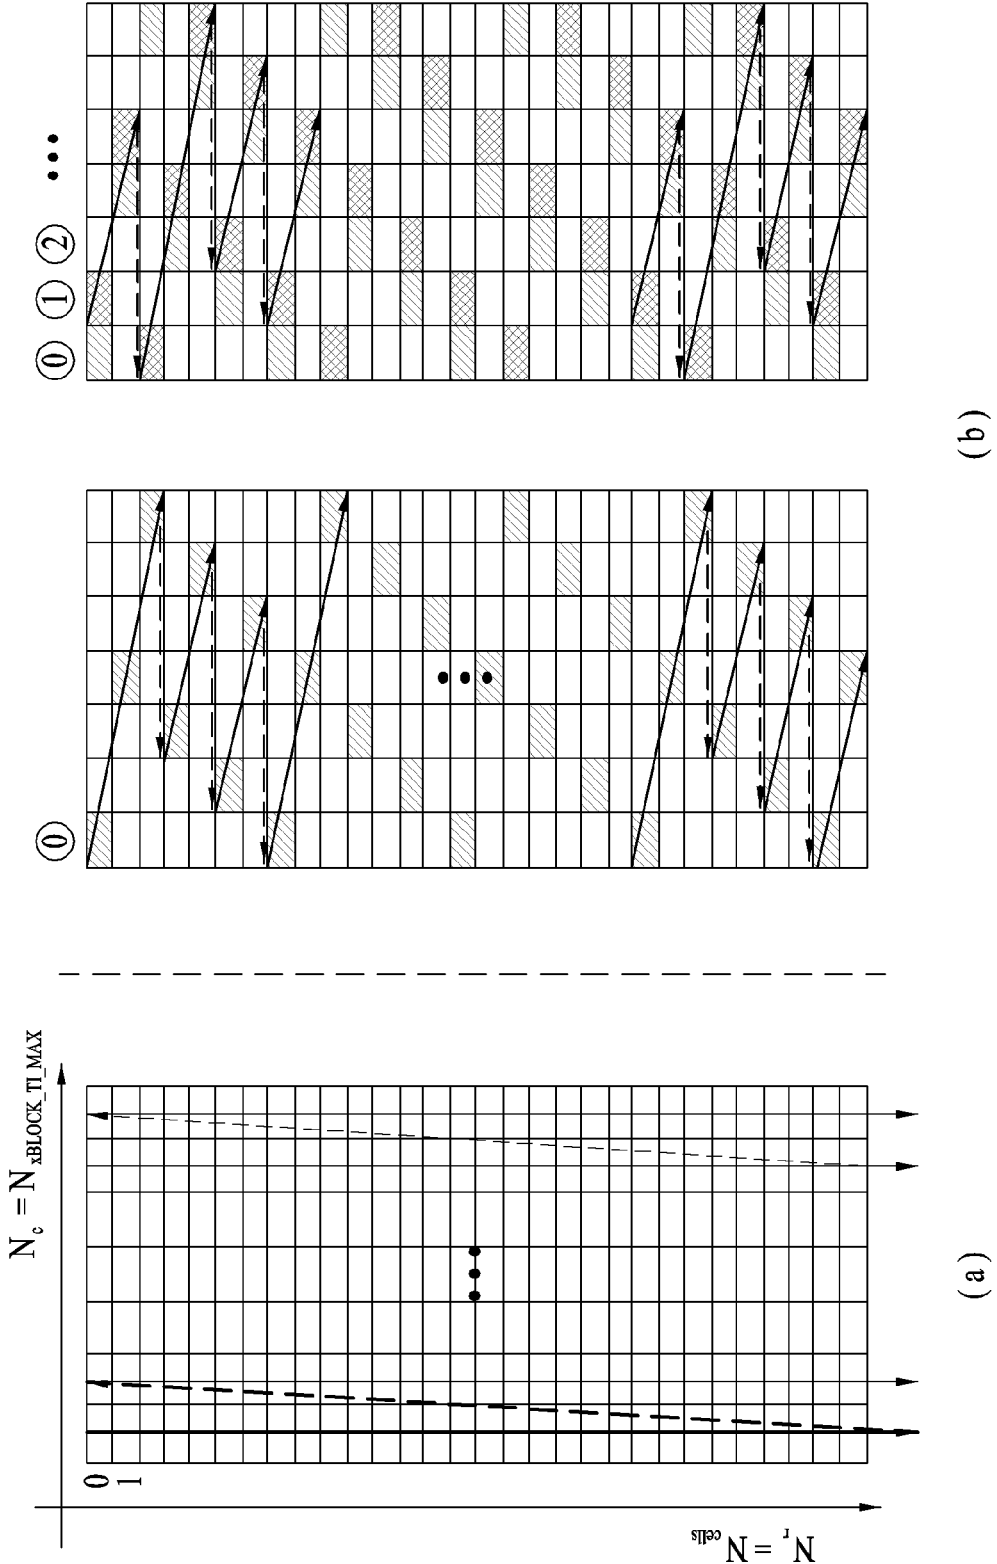 N_c = N_xBLOCK_TI_MAX
N_r = N_cells
0
1
(a)
0
0 1 2 •••
•••
•••
(b)